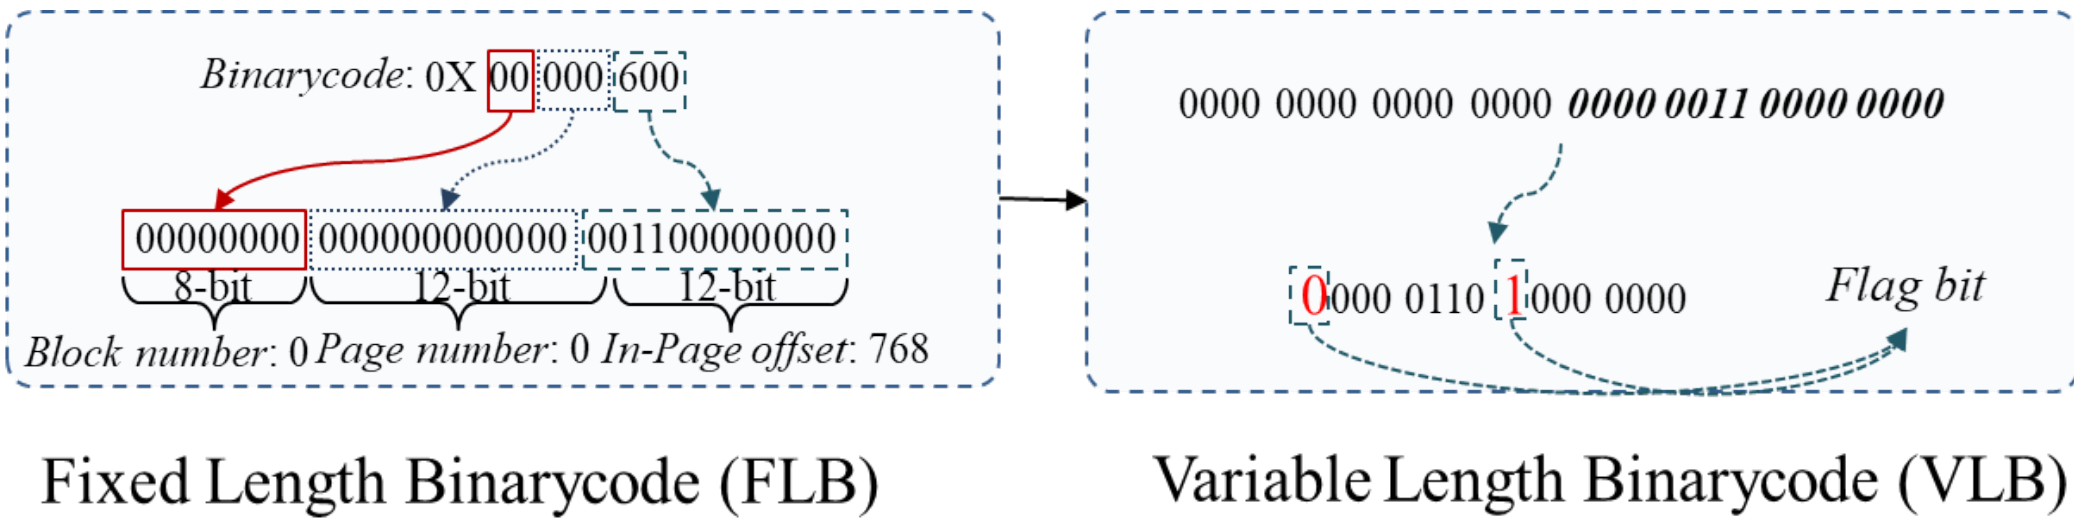 Binarycode: 0X 00 000 600
00000000 000000000000 001100000000
8-bit 12-bit 12-bit
Block number: 0 Page number: 0 In-Page offset: 768
Fixed Length Binarycode (FLB)
0000 0000 0000 0000 0000 0011 0000 0000
0000 0110 1000 0000
Flag bit
Variable Length Binarycode (VLB)